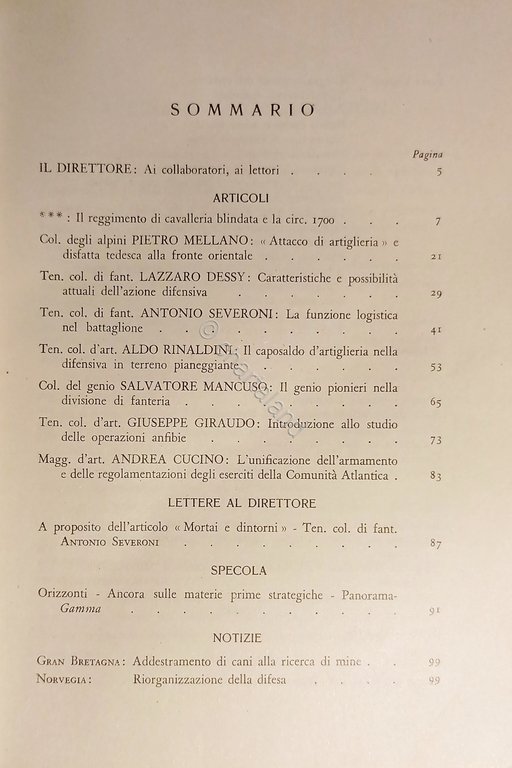 SOMMARIO
Pagina
IL DIRETTORE: Ai collaboratori, ai lettori . . . . 5
ARTICOLI
*** : Il reggimento di cavalleria blindata e la circ. 1700 . . . 7
Col. degli alpini PIETRO MELLANO: « Attacco di artiglieria » e
disfatta tedesca alla fronte orientale . . . . . . 21
Ten. col. di fant. LAZZARO DESSY: Caratteristiche e possibilità
attuali dell'azione difensiva . . . . . . . 29
Ten. col. di fant. ANTONIO SEVERONI: La funzione logistica
nel battaglione . . . . . . . . . . 41
Ten. col. d'art. ALDO RINALDINI: Il caposaldo d'artiglieria nella
difensiva in terreno pianeggiante . . . . . . 53
Col. del genio SALVATORE MANCUSO: Il genio pionieri nella
divisione di fanteria . . . . . . . . . 65
Ten. col. d'art. GIUSEPPE GIRAUDO: Introduzione allo studio
delle operazioni anfibie . . . . . . . . 73
Magg. d'art. ANDREA CUCINO: L'unificazione dell'armamento
e delle regolamentazioni degli eserciti della Comunità Atlantica . 83
LETTERE AL DIRETTORE
A proposito dell'articolo « Mortai e dintorni » - Ten. col. di fant.
ANTONIO SEVERONI . . . . . . . . . 87
SPECOLA
Orizzonti - Ancora sulle materie prime strategiche - Panorama-
Gamma . . . . . . . . . . . 91
NOTIZIE
GRAN BRETAGNA: Addestramento di cani alla ricerca di mine . . 99
NORVEGIA: Riorganizzazione della difesa . . . . 99